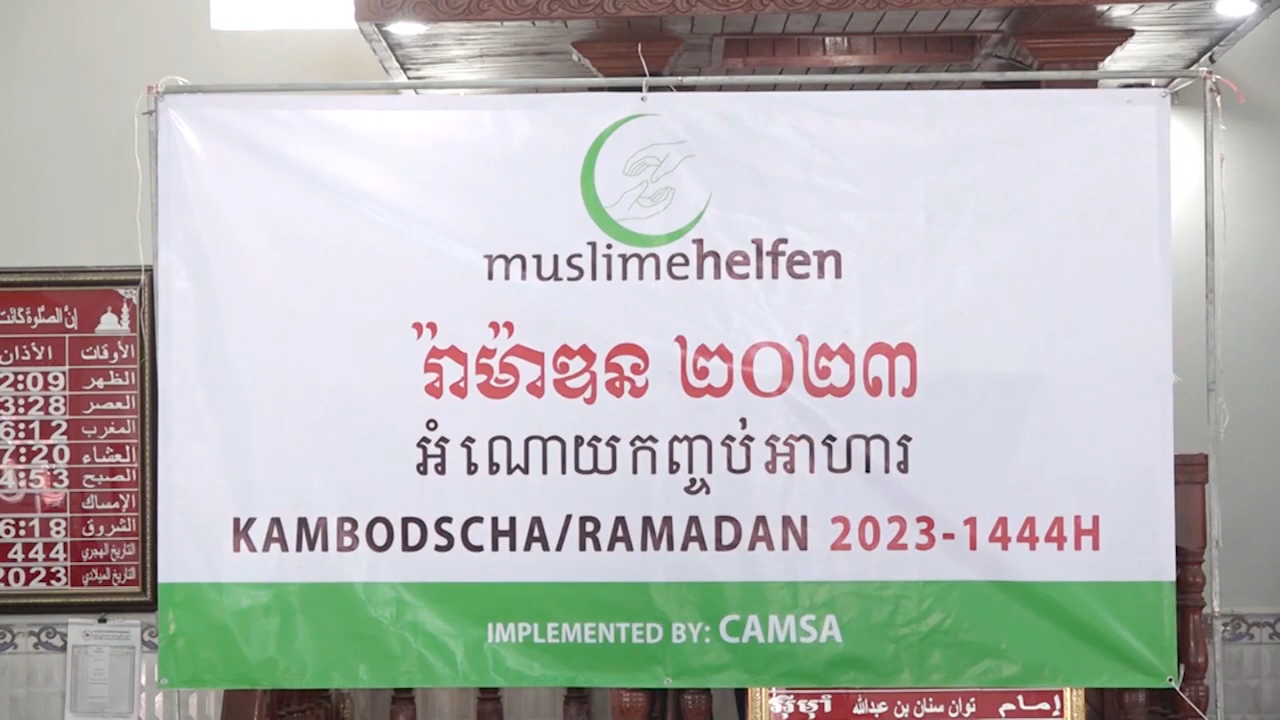 muslimehelfen
រ៉ាម៉ាឌន ២០២៣
អំណោយកញ្ចប់អាហារ
KAMBODSCHA/RAMADAN 2023-1444H
IMPLEMENTED BY: CAMSA
إِنَّ الصَّلَوٰةَ كَانَت
الأوقات الأذان
الظهر 2:09
العصر 3:28
المغرب 6:12
العشاء 7:20
الصبح 4:53
الإمساك
الشروق 6:18
التاريخ الهجري 444
التاريخ الميلادي 2023
إمام توان سنان بن عبدالله